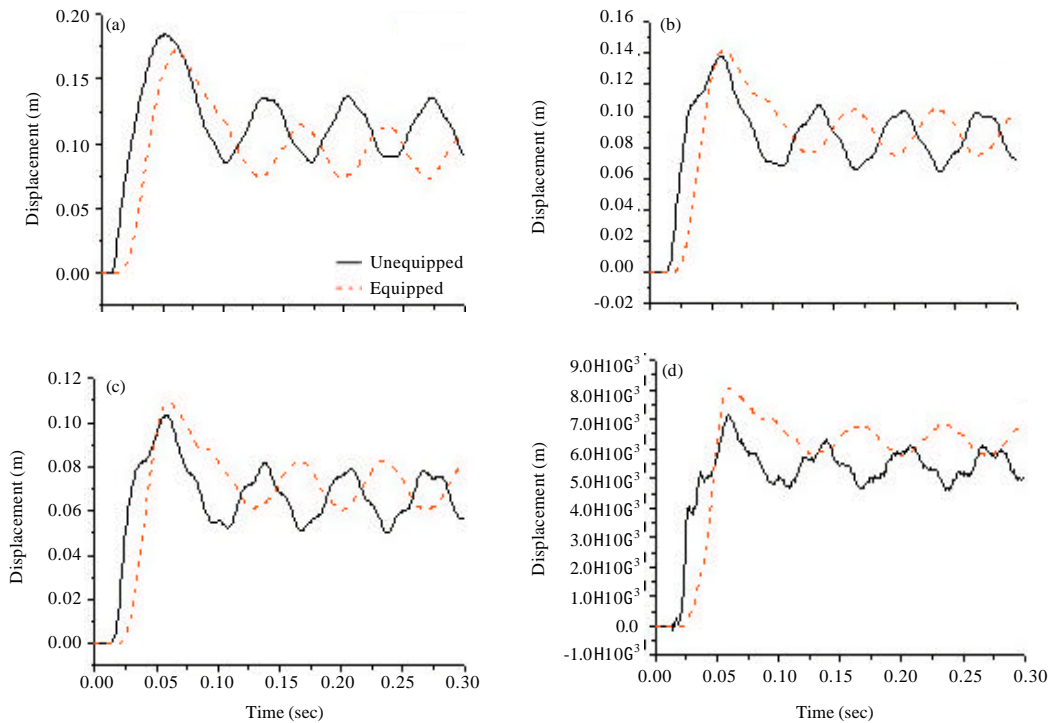 (a)
0.20
0.15
0.10
0.05
0.00
Displacement (m)
Unequipped
Equipped
(b)
0.16
0.14
0.12
0.10
0.08
0.06
0.04
0.02
0.00
-0.02
Displacement (m)
(c)
0.12
0.10
0.08
0.06
0.04
0.02
0.00
Displacement (m)
0.00 0.05 0.10 0.15 0.20 0.25 0.30
Time (sec)
(d)
9.0H10G³
8.0H10G³
7.0H10G³
6.0H10G³
5.0H10G³
4.0H10G³
3.0H10G³
2.0H10G³
1.0H10G³
0.0
-1.0H10G³
Displacement (m)
0.00 0.05 0.10 0.15 0.20 0.25 0.30
Time (sec)